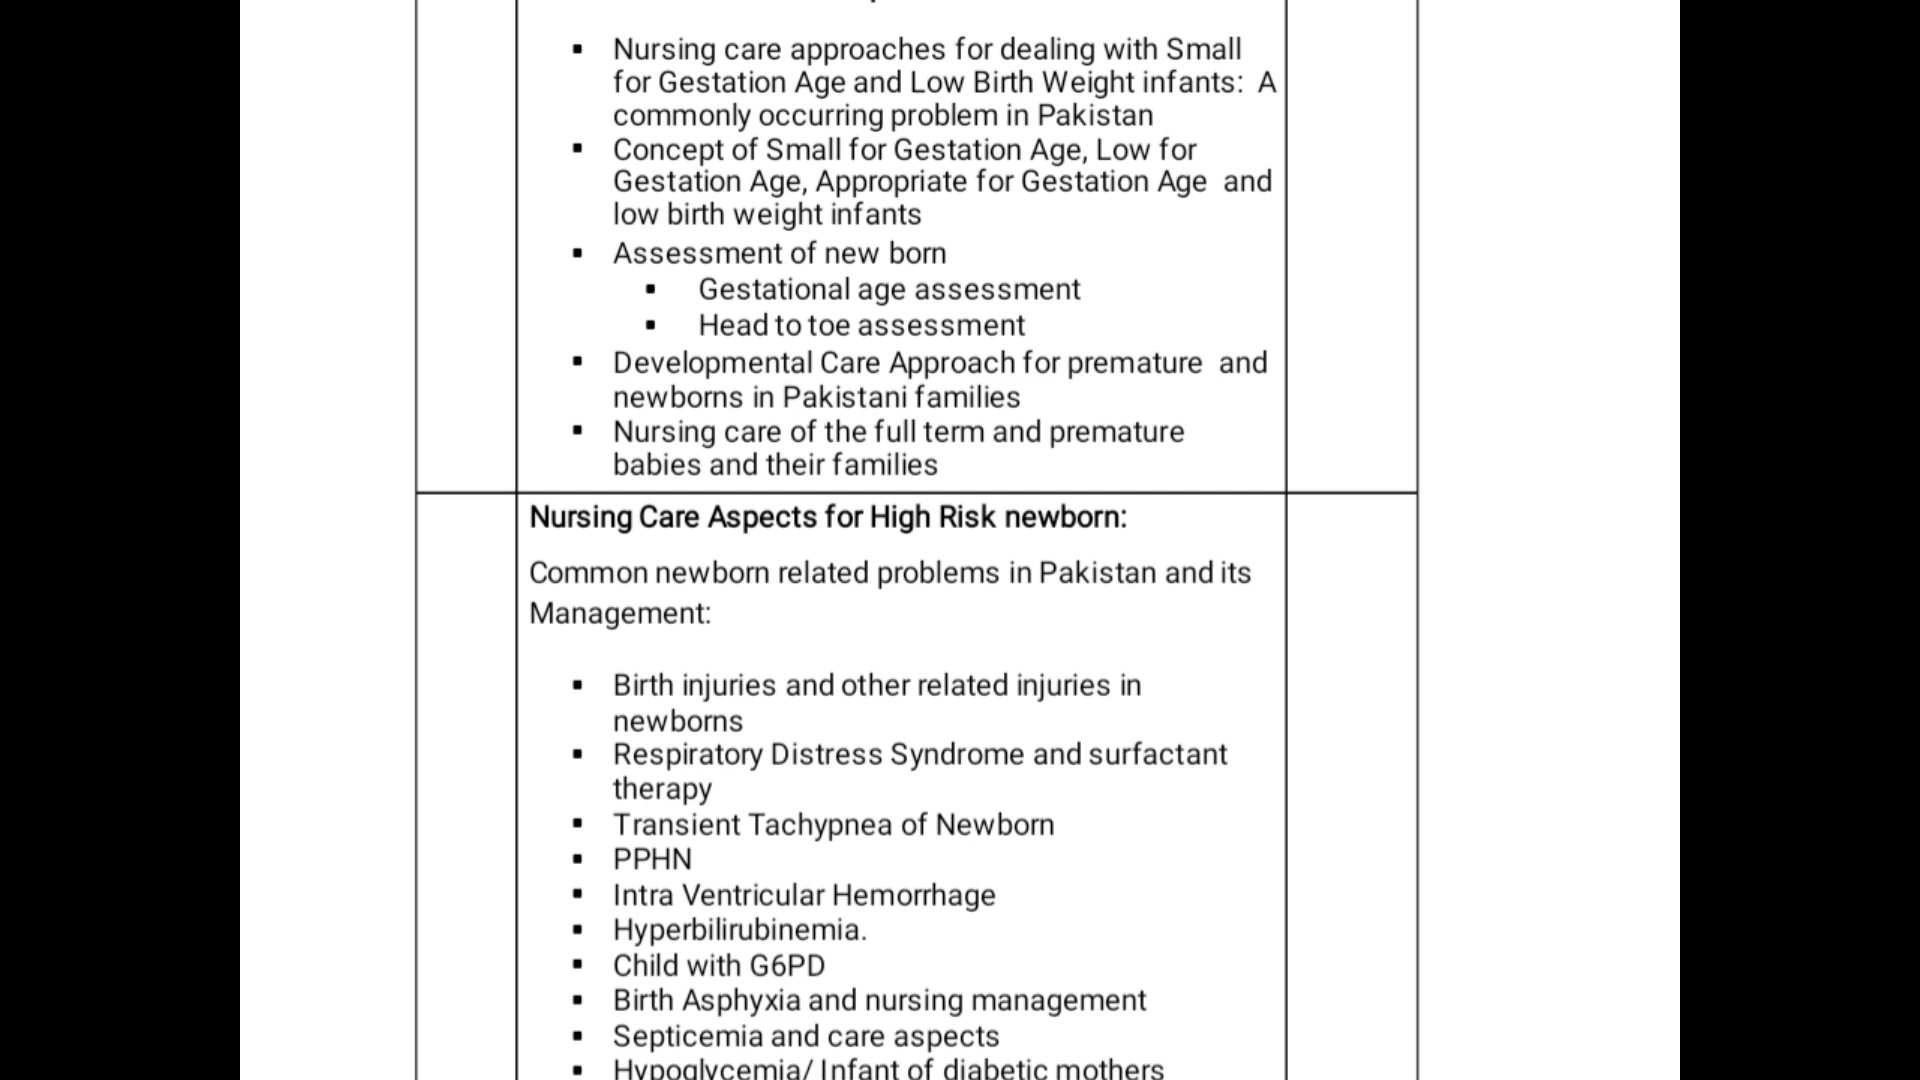 Nursing care approaches for dealing with Small
for Gestation Age and Low Birth Weight infants: A
commonly occurring problem in Pakistan
Concept of Small for Gestation Age, Low for
Gestation Age, Appropriate for Gestation Age and
low birth weight infants
Assessment of new born
Gestational age assessment
Head to toe assessment
Developmental Care Approach for premature and
newborns in Pakistani families
Nursing care of the full term and premature
babies and their families
Nursing Care Aspects for High Risk newborn:
Common newborn related problems in Pakistan and its
Management:
Birth injuries and other related injuries in
newborns
Respiratory Distress Syndrome and surfactant
therapy
Transient Tachypnea of Newborn
PPHN
Intra Ventricular Hemorrhage
Hyperbilirubinemia.
Child with G6PD
Birth Asphyxia and nursing management
Septicemia and care aspects
Hypoglycemia/ Infant of diabetic mothers